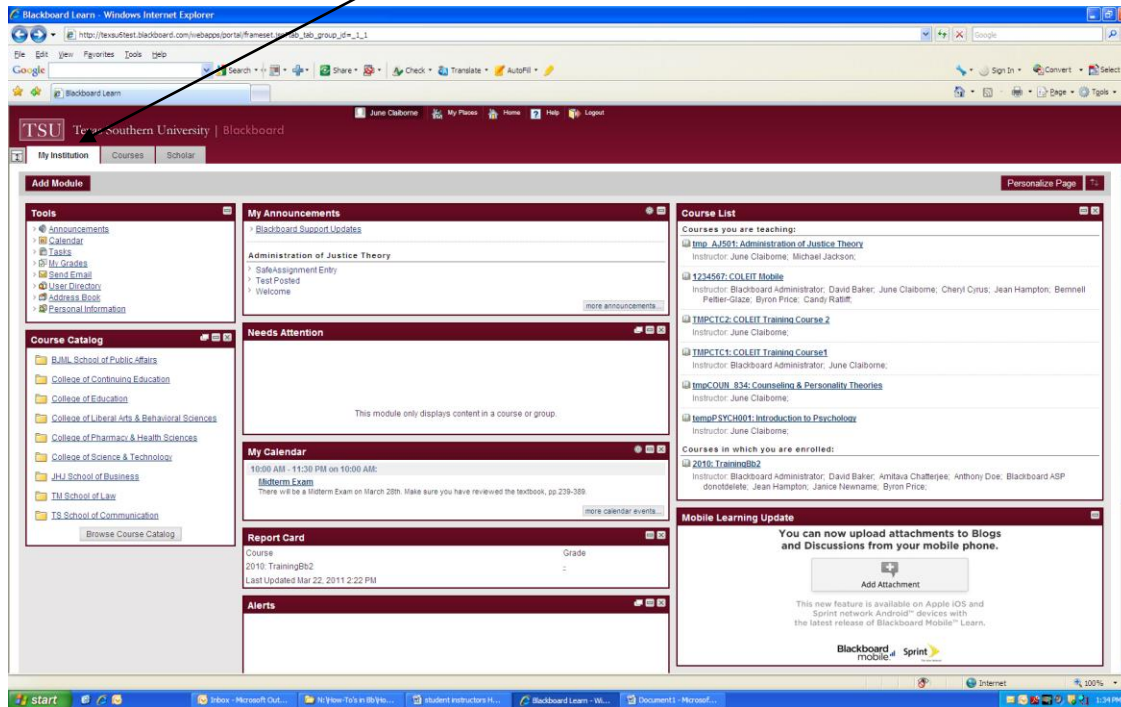 Blackboard Learn - Windows Internet Explorer
Google
File Edit View Favorites Tools Help
Google Search Share Check Translate AutoFill Sign In Convert Select
Blackboard Learn Page Tools
June Claiborne My Places Home Help Logout
TSU Texas Southern University | Blackboard
My Institution Courses Scholar
Add Module Personalize Page
Tools
Announcements
Calendar
Tasks
My Grades
Send Email
User Directory
Address Book
Personal Information
Course Catalog
BJML School of Public Affairs
College of Continuing Education
College of Education
College of Liberal Arts & Behavioral Sciences
College of Pharmacy & Health Sciences
College of Science & Technology
JHJ School of Business
TM School of Law
TS School of Communication
Browse Course Catalog
My Announcements
Blackboard Support Updates
Administration of Justice Theory
SafeAssignment Entry
Test Posted
Welcome
more announcements...
Needs Attention
This module only displays content in a course or group.
My Calendar
10:00 AM - 11:30 PM on 10:00 AM:
Midterm Exam
There will be a Midterm Exam on March 28th. Make sure you have reviewed the textbook, pp.239-389.
more calendar events...
Report Card
Course Grade
2010: TrainingBb2 -
Last Updated Mar 22, 2011 2:22 PM
Alerts
Course List
Courses you are teaching:
tmp_AJ501: Administration of Justice Theory
Instructor: June Claiborne; Michael Jackson;
1234567: COLEIT Mobile
Instructor: Blackboard Administrator; David Baker; June Claiborne; Cheryl Cyrus; Jean Hampton; Bernnell
Peltier-Glaze; Byron Price; Candy Ratliff;
TMPCTC2: COLEIT Training Course 2
Instructor: June Claiborne;
TMPCTC1: COLEIT Training Course1
Instructor: Blackboard Administrator; June Claiborne;
tmpCOUN_834: Counseling & Personality Theories
Instructor: June Claiborne;
tempPSYCH001: Introduction to Psychology
Instructor: June Claiborne;
Courses in which you are enrolled:
2010: TrainingBb2
Instructor: Blackboard Administrator; David Baker; Amitava Chatterjee; Anthony Doe; Blackboard ASP
donotdelete; Jean Hampton; Janice Newname; Byron Price;
Mobile Learning Update
You can now upload attachments to Blogs
and Discussions from your mobile phone.
Add Attachment
This new feature is available on Apple iOS and
Sprint network Android™ devices with
the latest release of Blackboard Mobile™ Learn.
Blackboard mobile Sprint
Internet 100%
start Inbox - Microsoft Out... N:\How-To's in Bb\Ho... student instructors H... Blackboard Learn - Wi... Document1 - Microsof... 1:34 PM